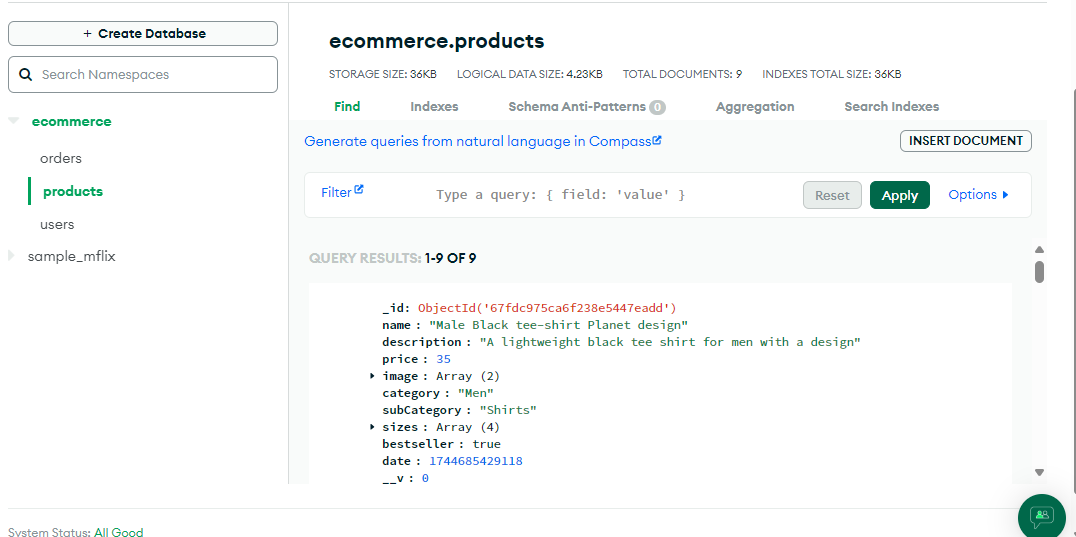 + Create Database
Search Namespaces
ecommerce
orders
products
users
sample_mflix
System Status: All Good
ecommerce.products
STORAGE SIZE: 36KB LOGICAL DATA SIZE: 4.23KB TOTAL DOCUMENTS: 9 INDEXES TOTAL SIZE: 36KB
Find Indexes Schema Anti-Patterns 0 Aggregation Search Indexes
Generate queries from natural language in Compass
INSERT DOCUMENT
Filter Type a query: { field: 'value' } Reset Apply Options
QUERY RESULTS: 1-9 OF 9
_id: ObjectId('67fdc975ca6f238e5447eadd')
name : "Male Black tee-shirt Planet design"
description : "A lightweight black tee shirt for men with a design"
price : 35
image : Array (2)
category : "Men"
subCategory : "Shirts"
sizes : Array (4)
bestseller : true
date : 1744685429118
__v : 0